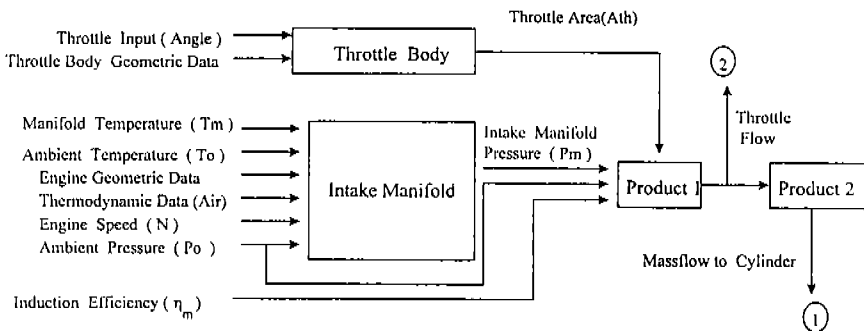 Throttle Area(Ath)
Throttle Input ( Angle )
Throttle Body Geometric Data
Throttle Body
2
Throttle
Flow
Manifold Temperature ( Tm )
Ambient Temperature ( To )
Engine Geometric Data
Thermodynamic Data (Air)
Engine Speed ( N )
Ambient Pressure ( Po )
Intake Manifold
Intake Manifold
Pressure ( Pm )
Product 1
Product 2
Massflow to Cylinder
Induction Efficiency ( η m )
1